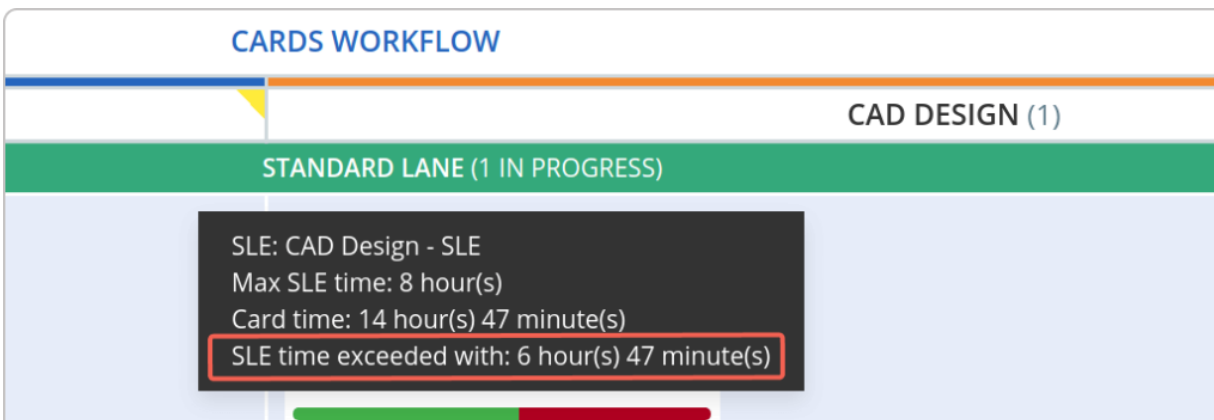 CARDS WORKFLOW
CAD DESIGN (1)
STANDARD LANE (1 IN PROGRESS)
SLE: CAD Design - SLE
Max SLE time: 8 hour(s)
Card time: 14 hour(s) 47 minute(s)
SLE time exceeded with: 6 hour(s) 47 minute(s)